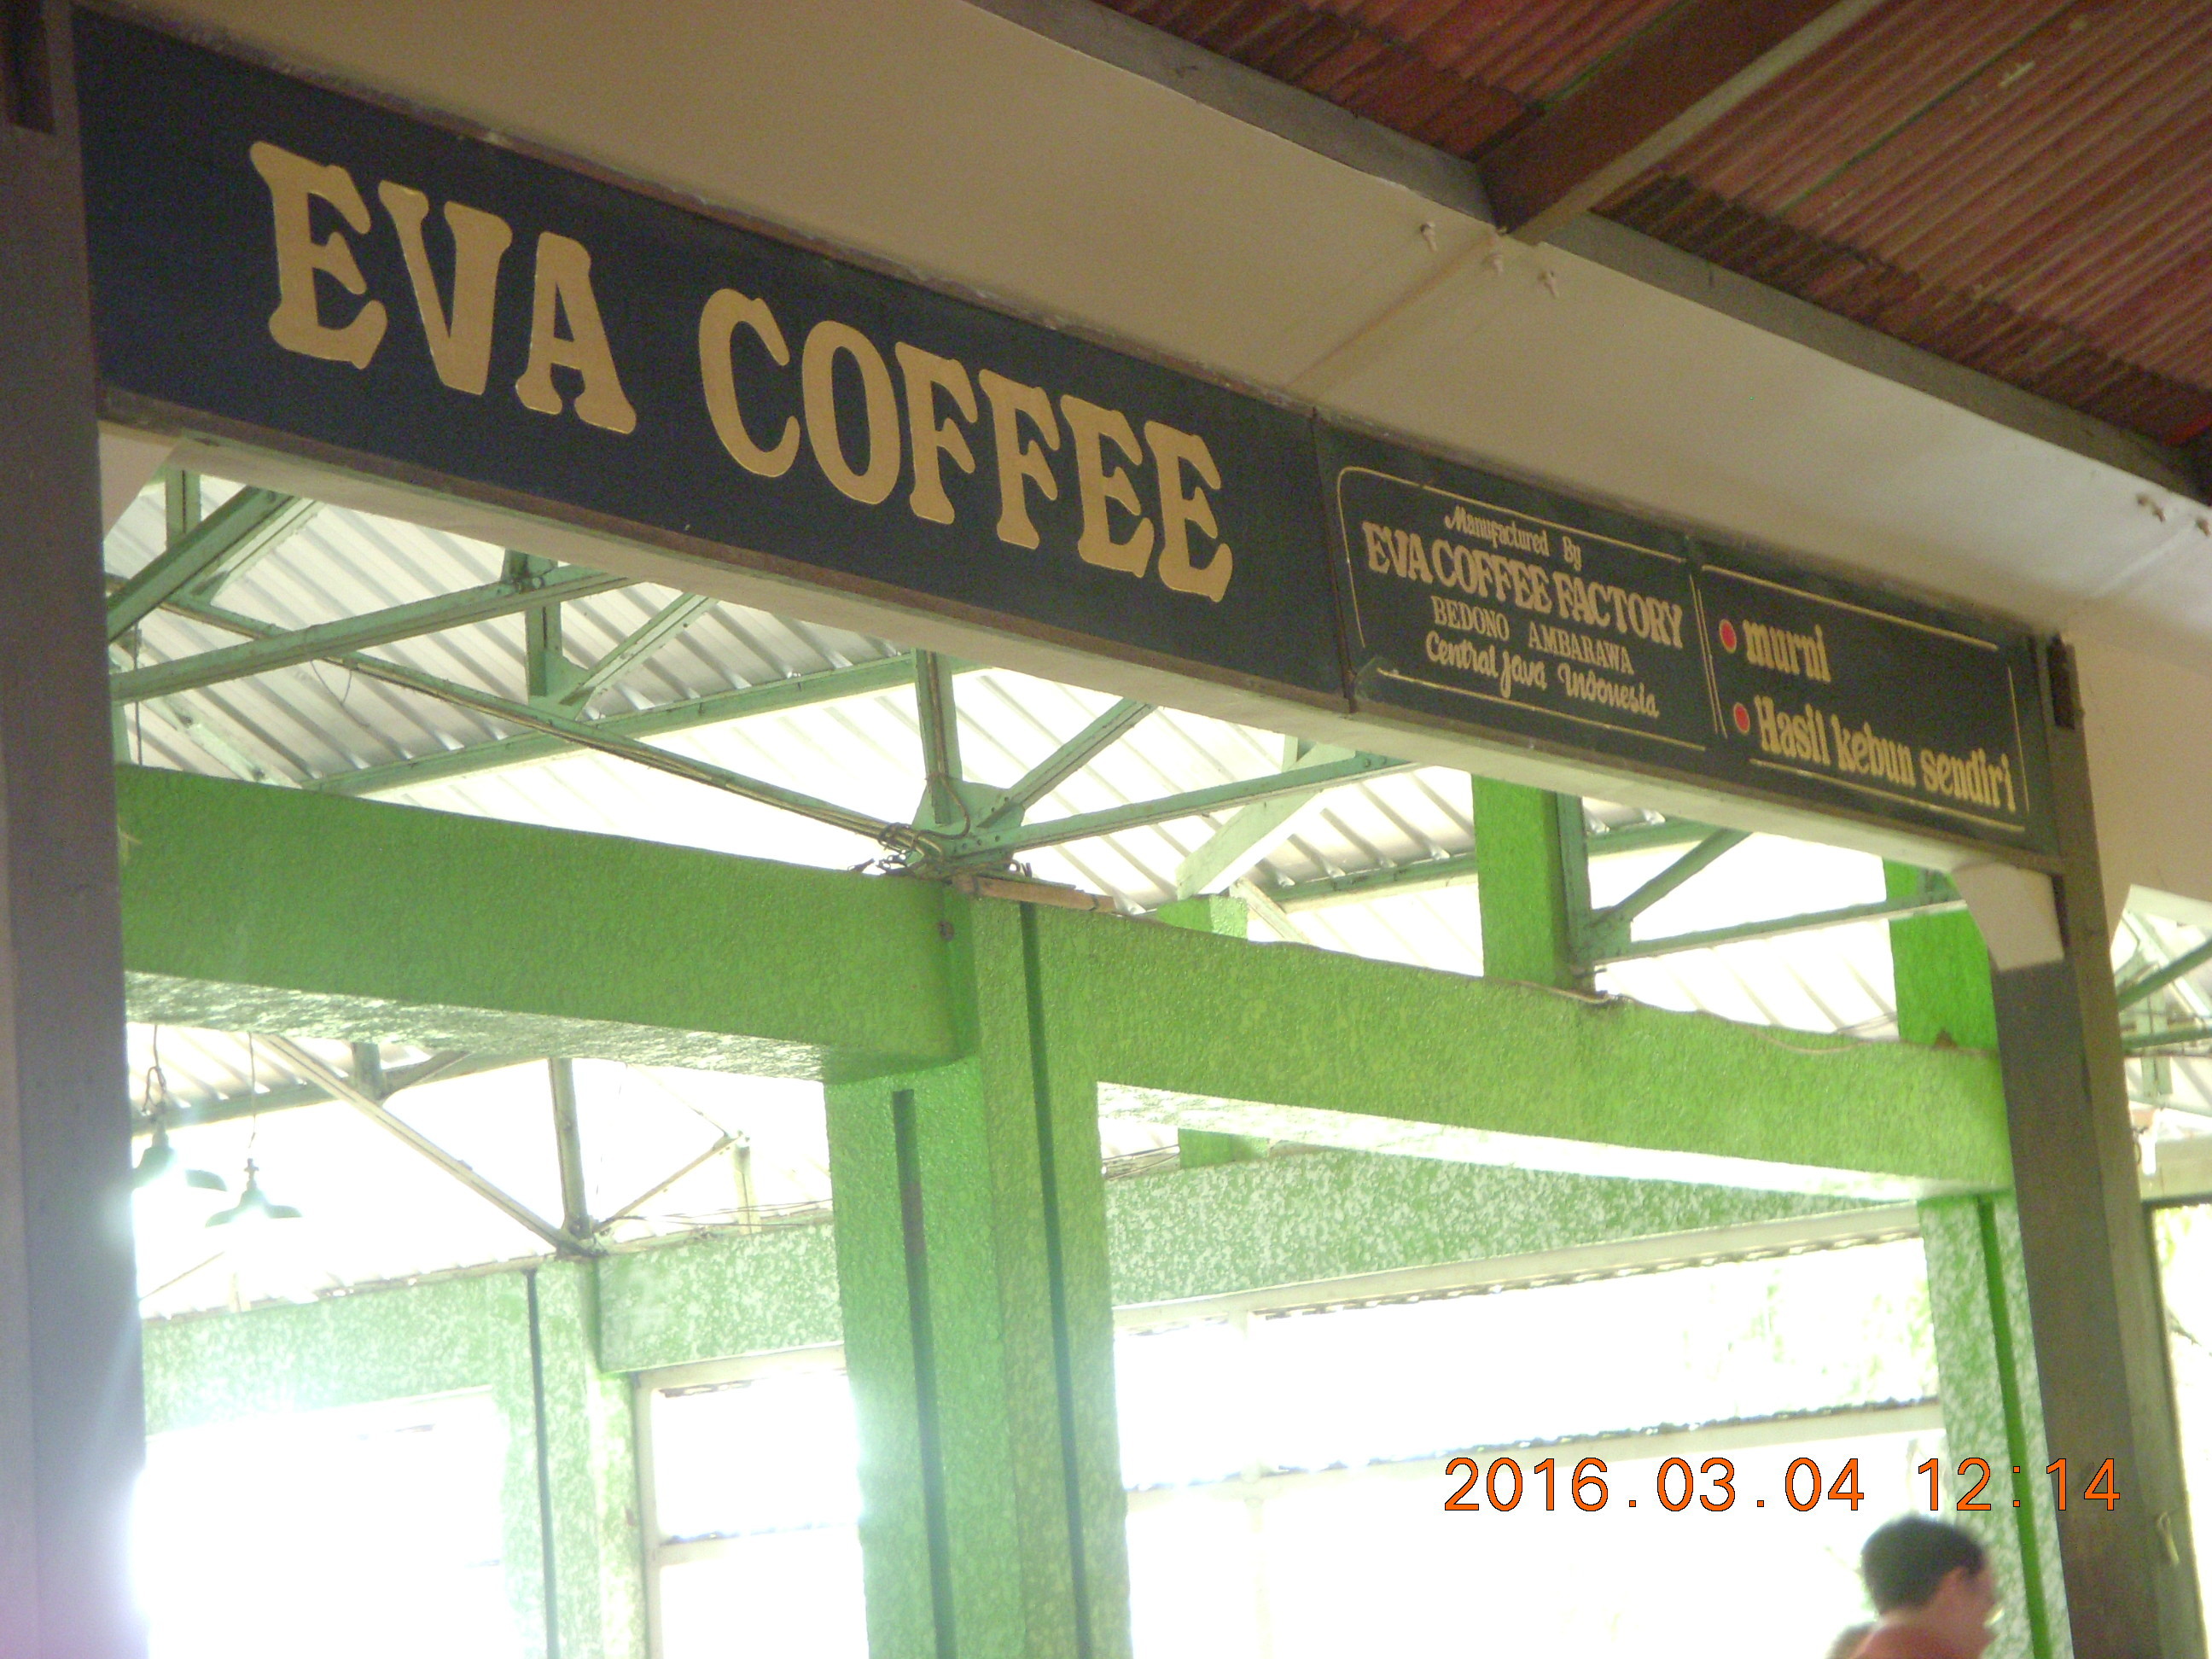 EVA COFFEE
Manufactured By
EVA COFFEE FACTORY
BEDONO AMBARAWA
Central Java Indonesia
murni
Hasil kebun sendiri
2016.03.04 12:14